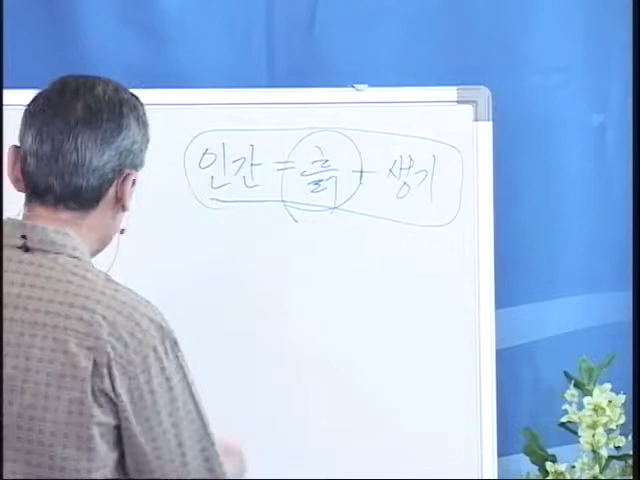 인간 = 흙 + 생기